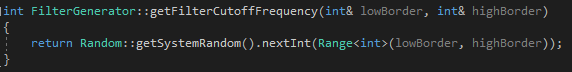 int FilterGenerator::getFilterCutoffFrequency(int& lowBorder, int& highBorder)
{
return Random::getSystemRandom().nextInt(Range<int>(lowBorder, highBorder));
}